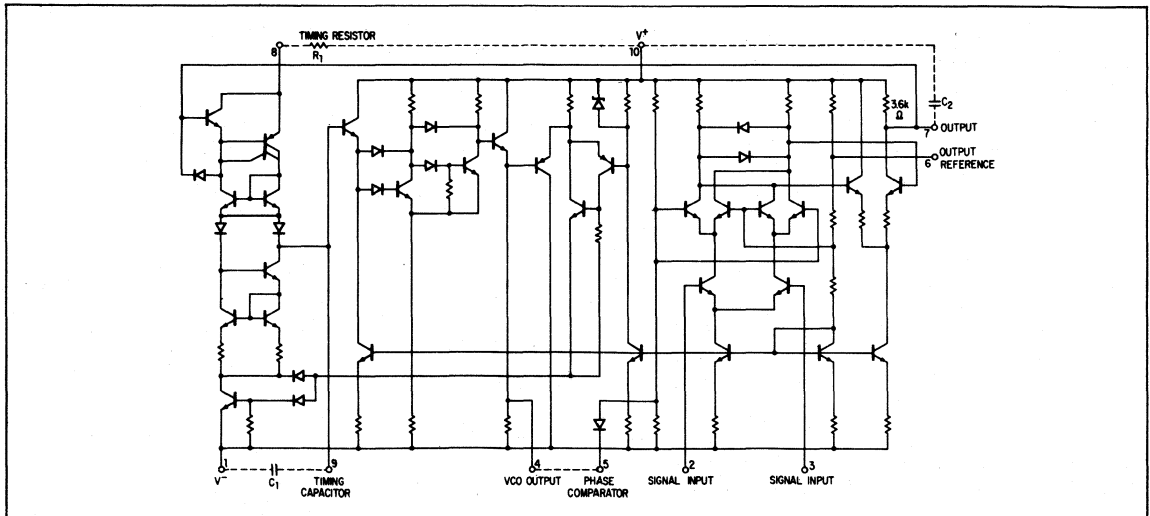 TIMING RESISTOR
8
R1
V+
10
3.6k
Ω
C2
7
OUTPUT
6
OUTPUT
REFERENCE
1
V-
C1
9
TIMING
CAPACITOR
4
VCO OUTPUT
5
PHASE
COMPARATOR
2
SIGNAL INPUT
3
SIGNAL INPUT